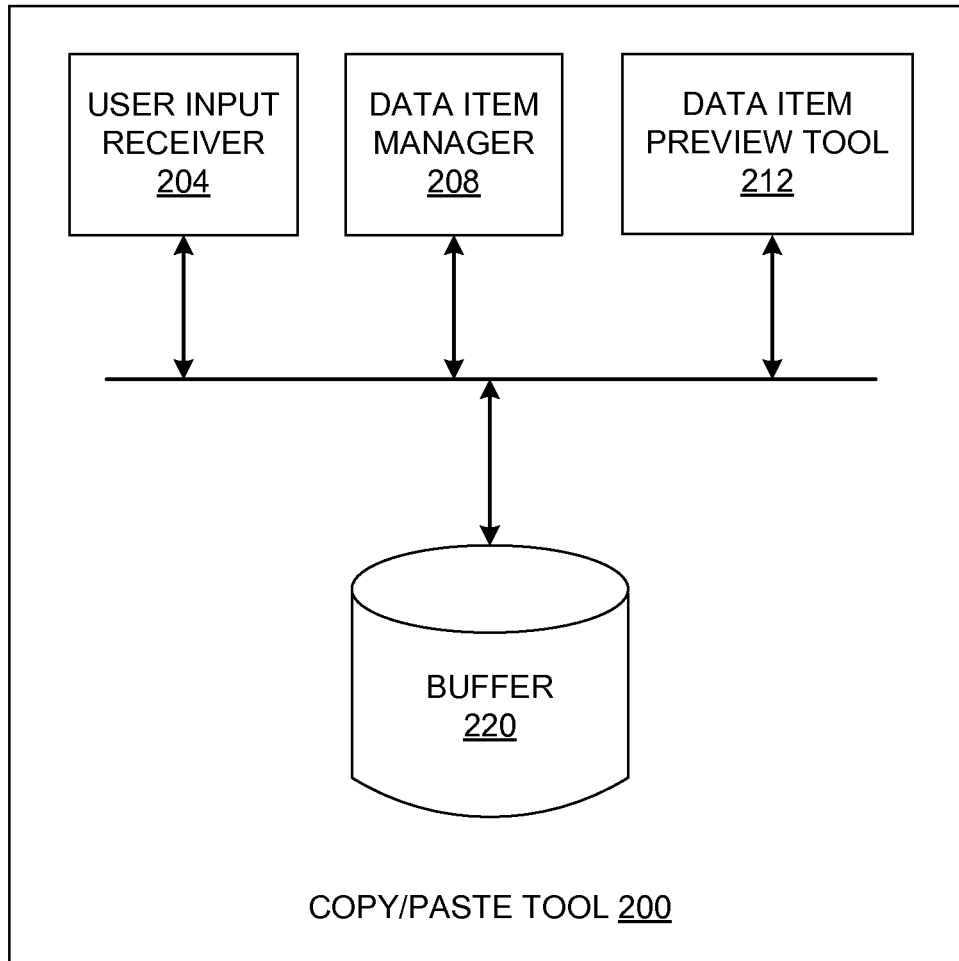 USER INPUT
RECEIVER
204
DATA ITEM
MANAGER
208
DATA ITEM
PREVIEW TOOL
212
BUFFER
220
COPY/PASTE TOOL 200